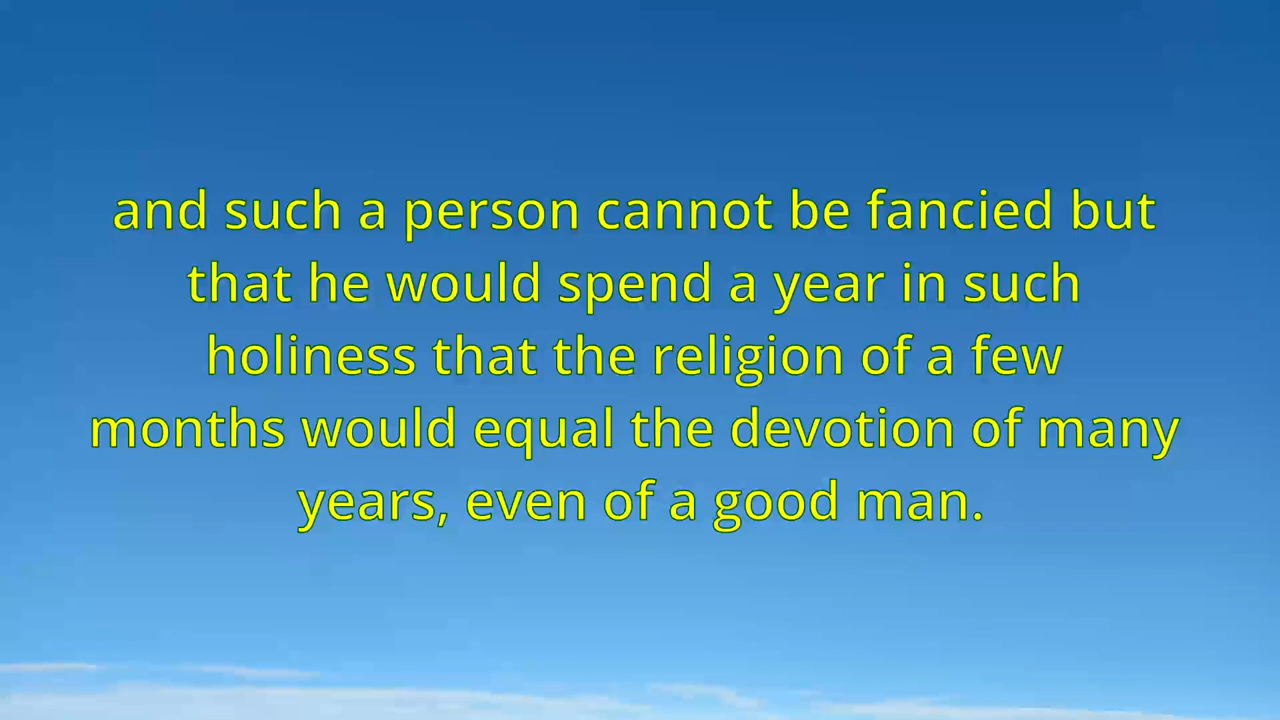 and such a person cannot be fancied but
that he would spend a year in such
holiness that the religion of a few
months would equal the devotion of many
years, even of a good man.